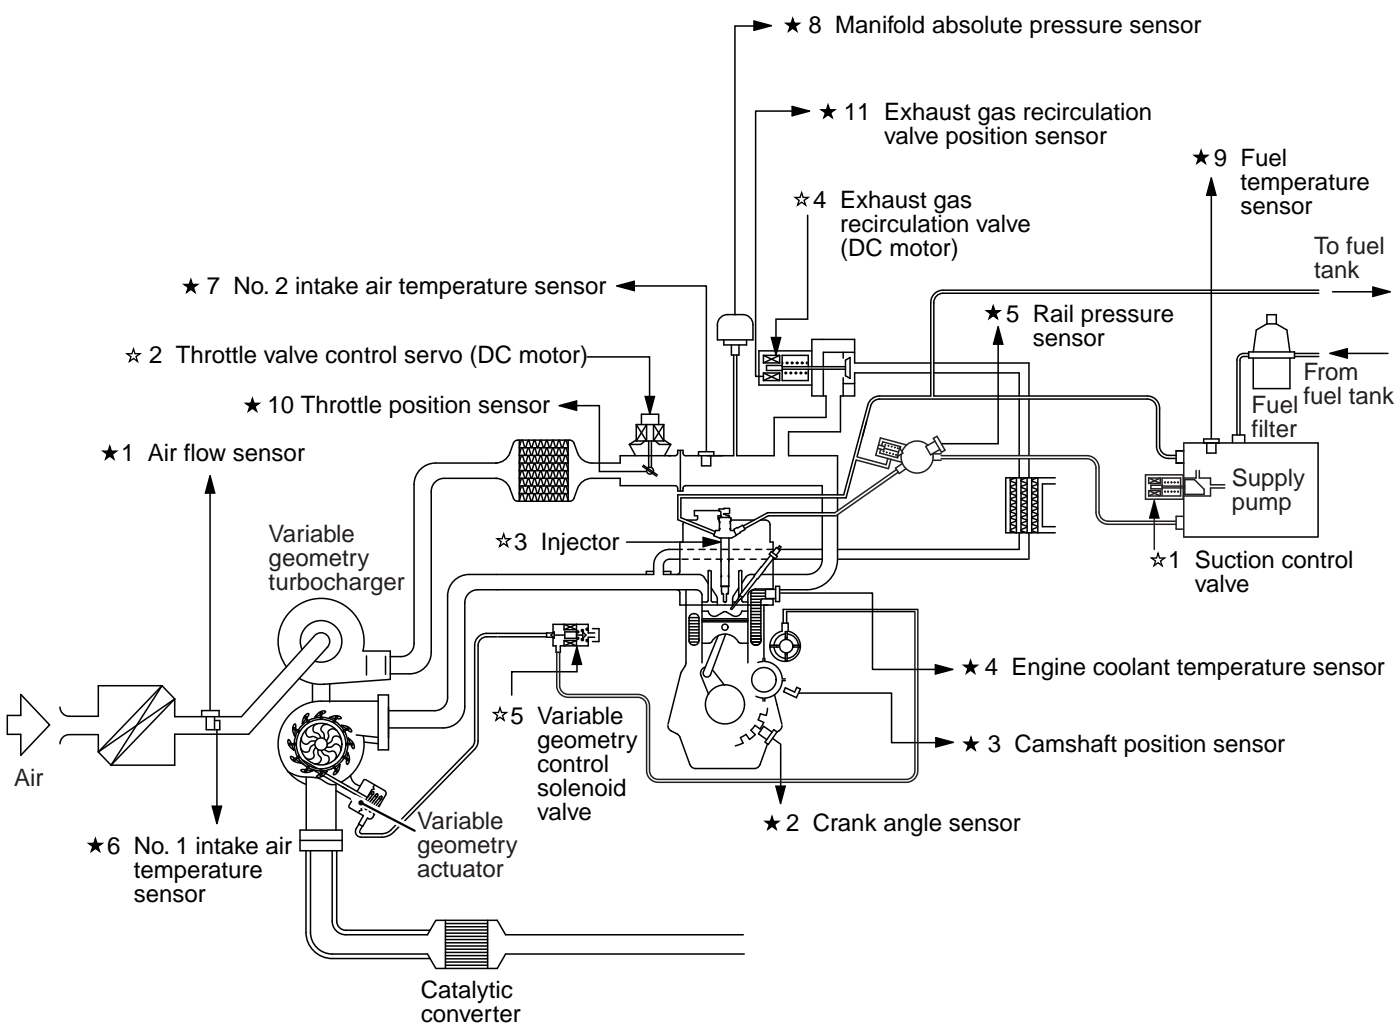 ★8 Manifold absolute pressure sensor
★11 Exhaust gas recirculation
valve position sensor
★9 Fuel
temperature
sensor
☆4 Exhaust gas
recirculation valve
(DC motor)
To fuel
tank
★7 No. 2 intake air temperature sensor
★5 Rail pressure
sensor
☆2 Throttle valve control servo (DC motor)
From
fuel tank
Fuel
filter
★10 Throttle position sensor
★1 Air flow sensor
Supply
pump
Variable
geometry
turbocharger
☆3 Injector
☆1 Suction control
valve
★4 Engine coolant temperature sensor
☆5 Variable
geometry
control
solenoid
valve
★3 Camshaft position sensor
Air
★2 Crank angle sensor
★6 No. 1 intake air
temperature
sensor
Variable
geometry
actuator
Catalytic
converter